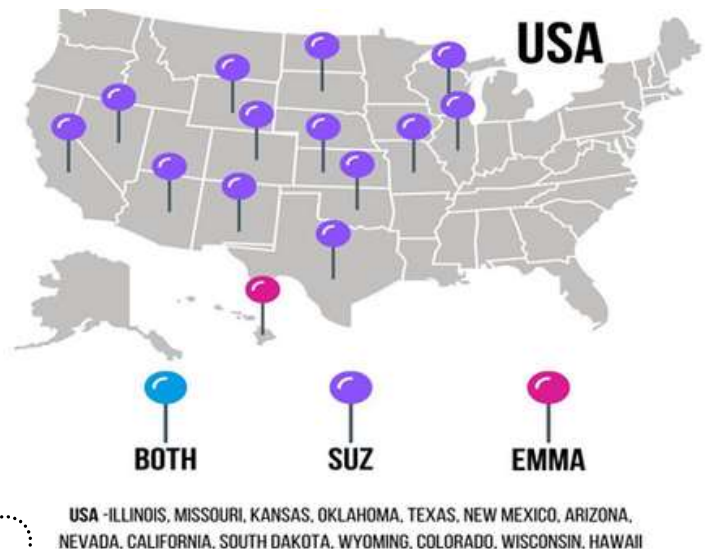 USA
BOTH
SUZ
EMMA
USA -ILLINOIS, MISSOURI, KANSAS, OKLAHOMA, TEXAS, NEW MEXICO, ARIZONA,
NEVADA, CALIFORNIA, SOUTH DAKOTA, WYOMING, COLORADO, WISCONSIN, HAWAII